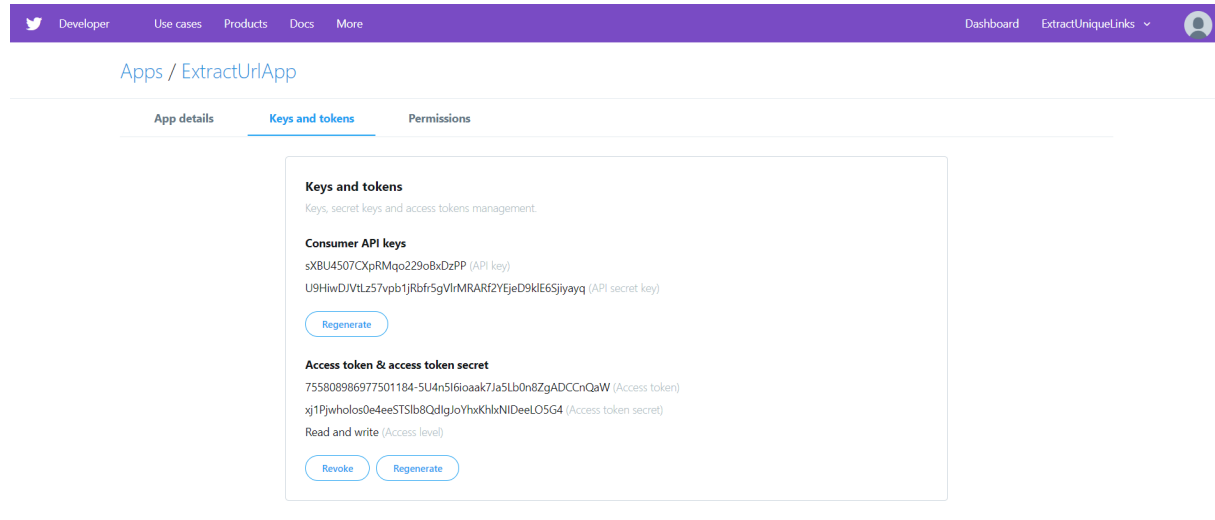 Developer Use cases Products Docs More Dashboard ExtractUniqueLinks
Apps / ExtractUrlApp
App details Keys and tokens Permissions
Keys and tokens
Keys, secret keys and access tokens management.
Consumer API keys
sXBU4507CXpRMqo229oBxDzPP (API key)
U9HiwDJVtLz57vpb1jRbfr5gVlrMRARf2YEjeD9klE6Sjiyayq (API secret key)
Regenerate
Access token & access token secret
755808986977501184-5U4n5I6ioaak7Ja5Lb0n8ZgADCCnQaW (Access token)
xj1Pjwholos0e4eeSTSlb8QdIgJoYhxKhlxNIDeeLO5G4 (Access token secret)
Read and write (Access level)
Revoke Regenerate